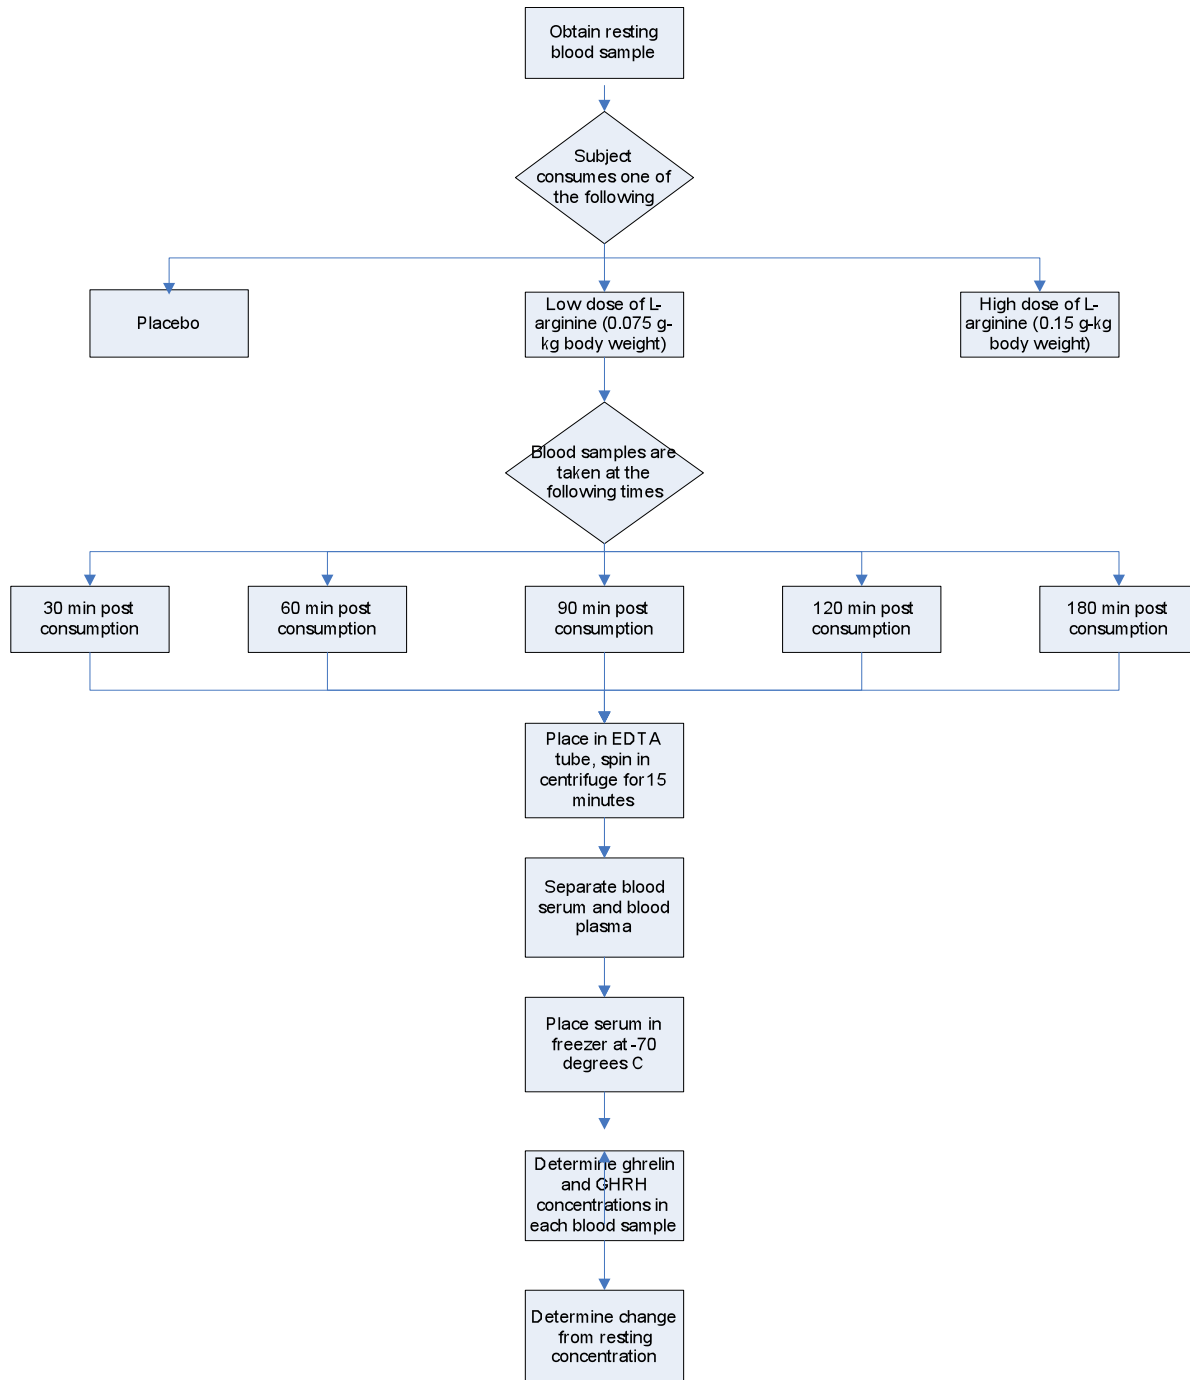 Obtain resting
blood sample
Subject
consumes one of
the following
Placebo
Low dose of L-
arginine (0.075 g-
kg body weight)
High dose of L-
arginine (0.15 g-kg
body weight)
Blood samples are
taken at the
following times
30 min post
consumption
60 min post
consumption
90 min post
consumption
120 min post
consumption
180 min post
consumption
Place in EDTA
tube, spin in
centrifuge for 15
minutes
Separate blood
serum and blood
plasma
Place serum in
freezer at -70
degrees C
Determine ghrelin
and GHRH
concentrations in
each blood sample
Determine change
from resting
concentration